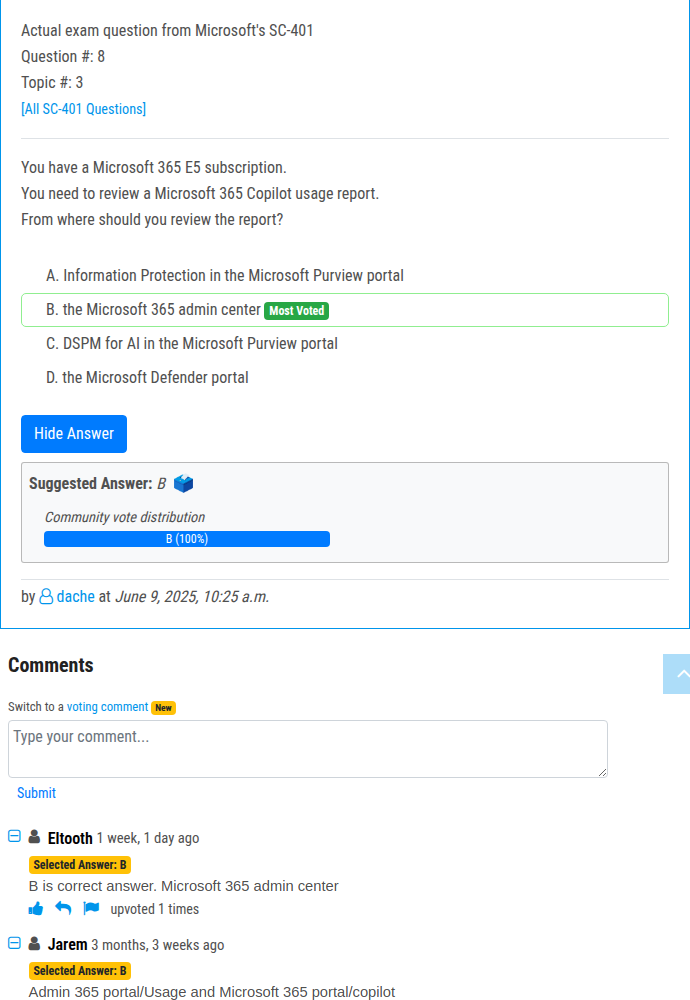 Actual exam question from Microsoft's SC-401
Question #: 8
Topic #: 3
[All SC-401 Questions]
You have a Microsoft 365 E5 subscription.
You need to review a Microsoft 365 Copilot usage report.
From where should you review the report?
A. Information Protection in the Microsoft Purview portal
B. the Microsoft 365 admin center Most Voted
C. DSPM for AI in the Microsoft Purview portal
D. the Microsoft Defender portal
Hide Answer
Suggested Answer: B
Community vote distribution
B (100%)
by dache at June 9, 2025, 10:25 a.m.
Comments
Switch to a voting comment New
Type your comment...
Submit
Eltooth 1 week, 1 day ago
Selected Answer: B
B is correct answer. Microsoft 365 admin center
upvoted 1 times
Jarem 3 months, 3 weeks ago
Selected Answer: B
Admin 365 portal/Usage and Microsoft 365 portal/copilot